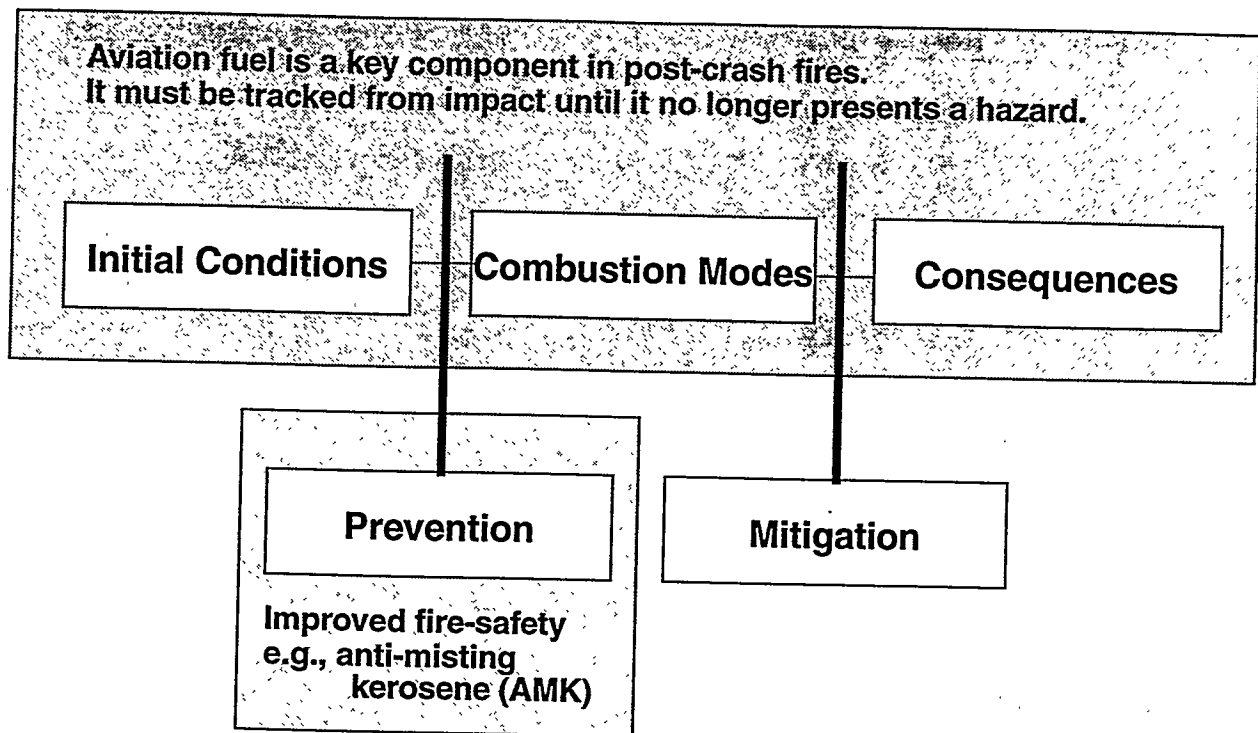 Aviation fuel is a key component in post-crash fires.
It must be tracked from impact until it no longer presents a hazard.
Initial Conditions
Combustion Modes
Consequences
Prevention
Mitigation
Improved fire-safety
e.g., anti-misting
kerosene (AMK)